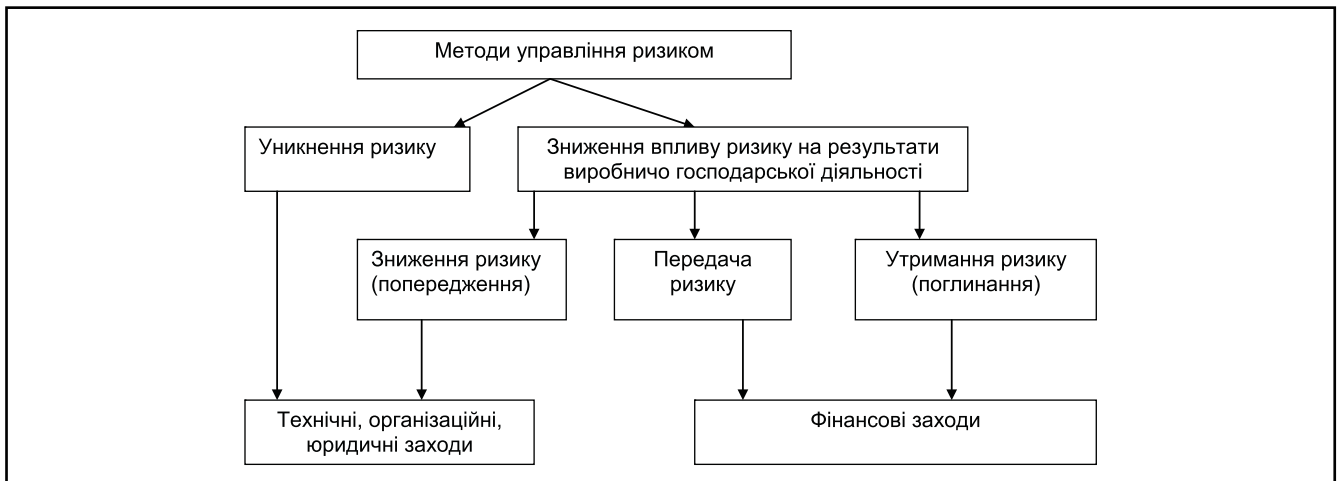 Методи управління ризиком
Уникнення ризику
Зниження впливу ризику на результати
виробничо господарської діяльності
Зниження ризику
(попередження)
Передача
ризику
Утримання ризику
(поглинання)
Технічні, організаційні,
юридичні заходи
Фінансові заходи